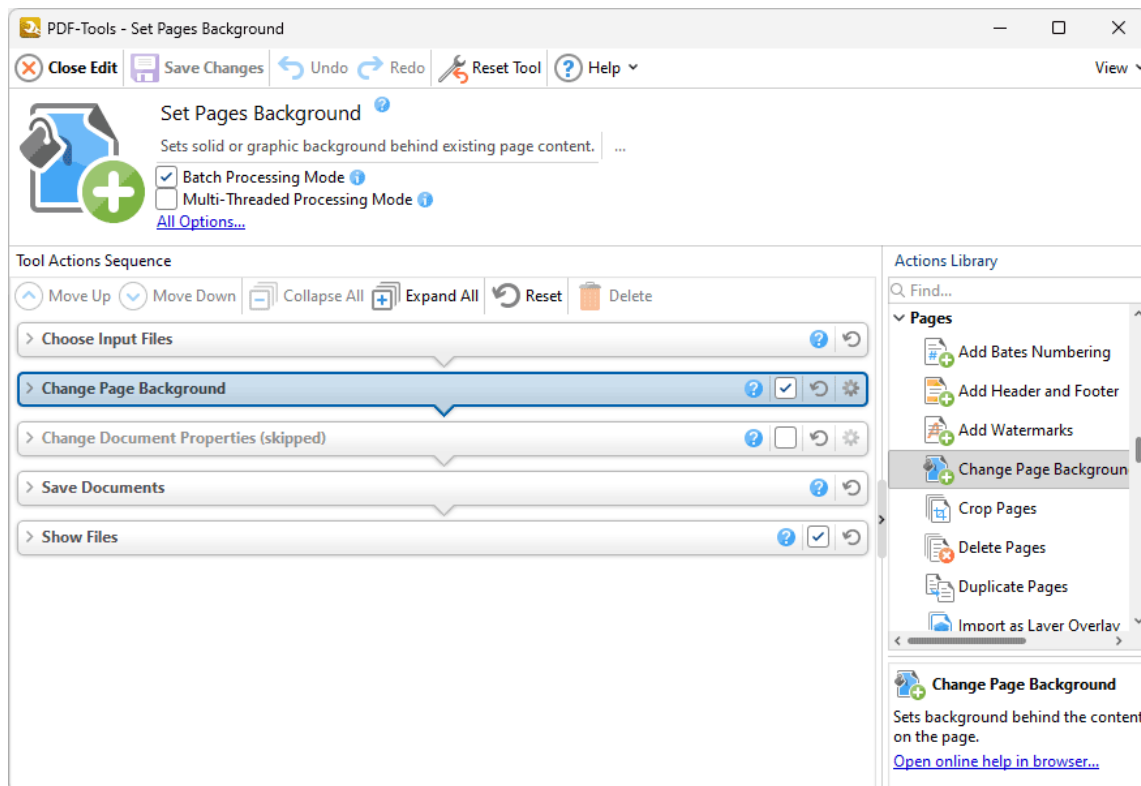 PDF-Tools - Set Pages Background
Close Edit Save Changes Undo Redo Reset Tool Help View
Set Pages Background
Sets solid or graphic background behind existing page content. ...
Batch Processing Mode
Multi-Threaded Processing Mode
All Options...
Tool Actions Sequence
Move Up Move Down Collapse All Expand All Reset Delete
Choose Input Files
Change Page Background
Change Document Properties (skipped)
Save Documents
Show Files
Actions Library
Find...
Pages
Add Bates Numbering
Add Header and Footer
Add Watermarks
Change Page Backgroun
Crop Pages
Delete Pages
Duplicate Pages
Import as Layer Overlay
Change Page Background
Sets background behind the content
on the page.
Open online help in browser...